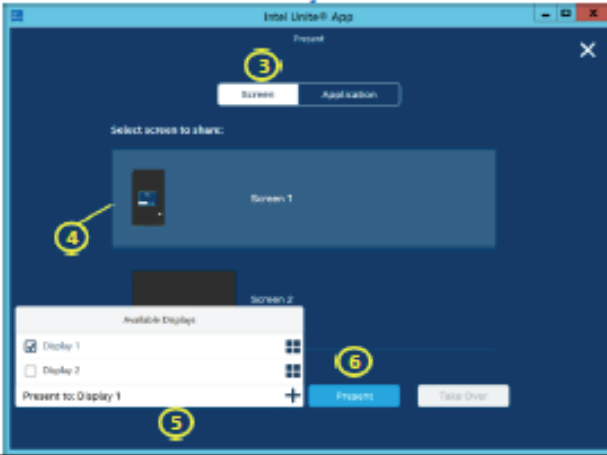 Intel Unite® App
Present
3
Screen Application
Select screen to share:
Screen 1
4
Screen 2
Available Displays
Display 1
Display 2
6
Present to: Display 1
Present
Take Over
5